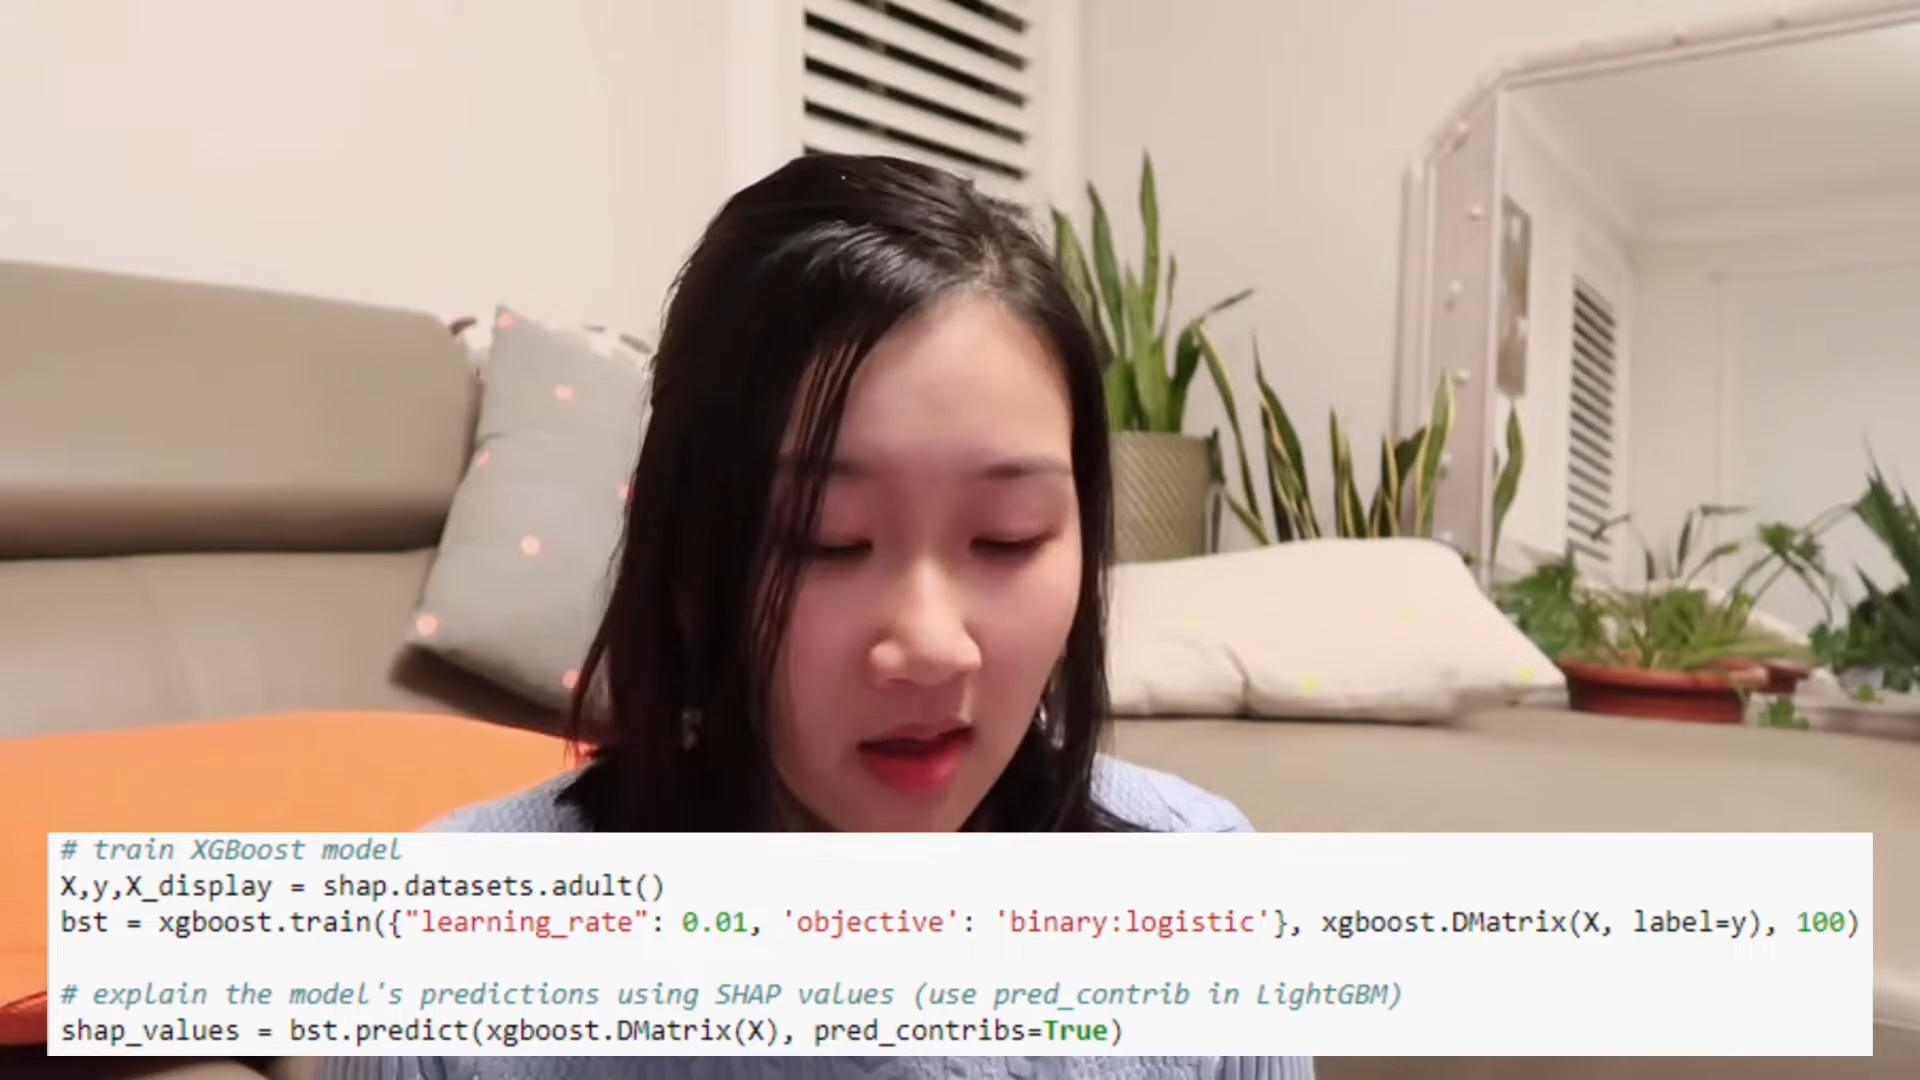 # train XGBoost model
X,y,X_display = shap.datasets.adult()
bst = xgboost.train({"learning_rate": 0.01, 'objective': 'binary:logistic'}, xgboost.DMatrix(X, label=y), 100)
# explain the model's predictions using SHAP values (use pred_contrib in LightGBM)
shap_values = bst.predict(xgboost.DMatrix(X), pred_contribs=True)